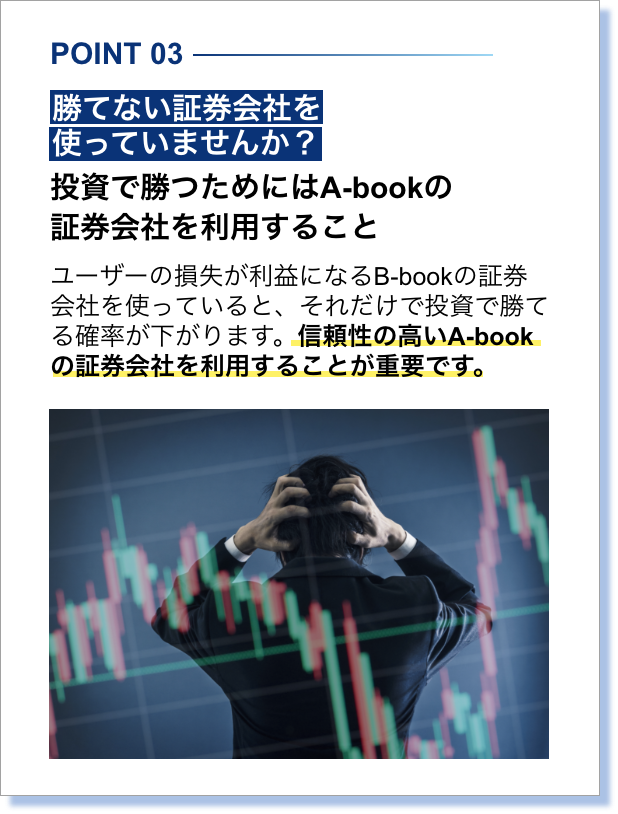 POINT 03
勝てない証券会社を
使っていませんか？
投資で勝つためにはA-bookの
証券会社を利用すること
ユーザーの損失が利益になるB-bookの証券
会社を使っていると、それだけで投資で勝て
る確率が下がります。信頼性の高いA-book
の証券会社を利用することが重要です。